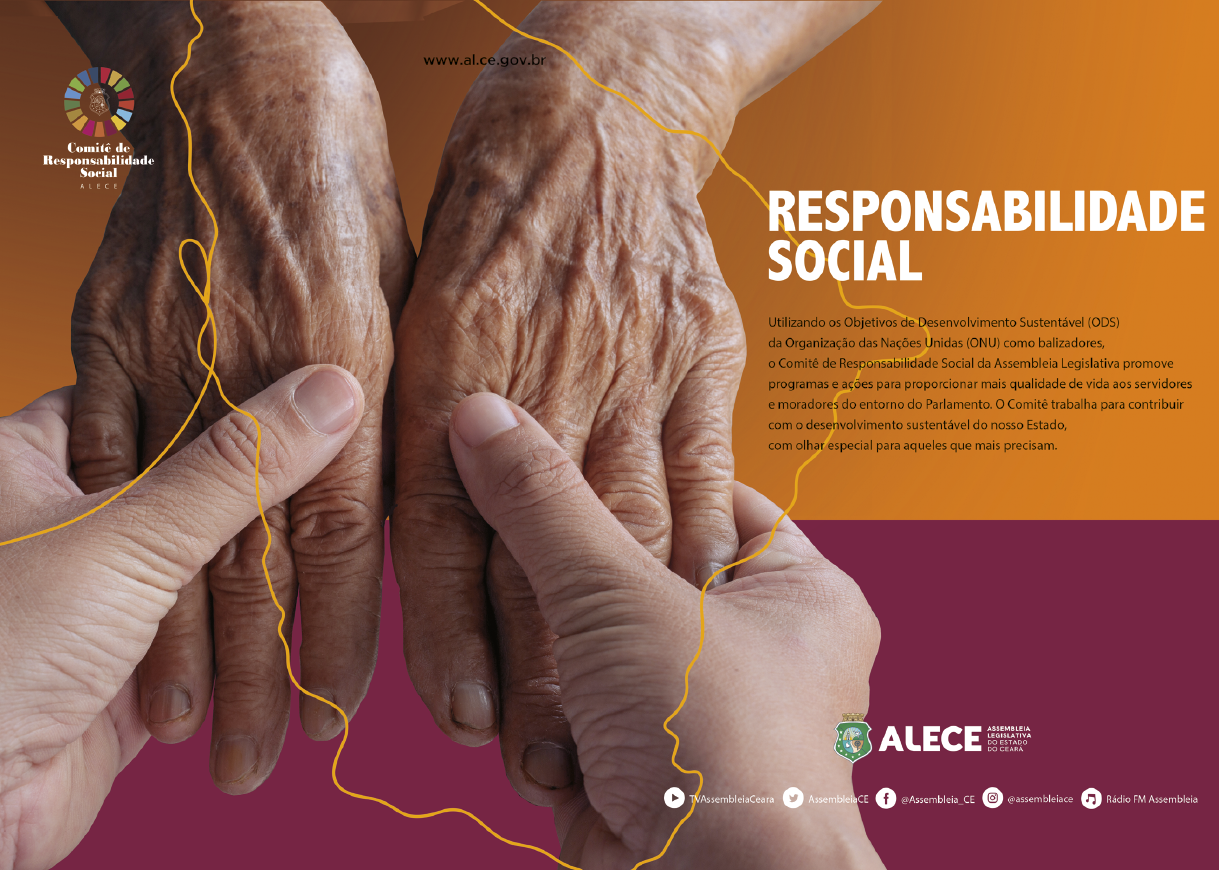 www.al.ce.gov.br
Comitê de
Responsabilidade
Social
ALECE
RESPONSABILIDADE
SOCIAL
Utilizando os Objetivos de Desenvolvimento Sustentável (ODS)
da Organização das Nações Unidas (ONU) como balizadores,
o Comitê de Responsabilidade Social da Assembleia Legislativa promove
programas e ações para proporcionar mais qualidade de vida aos servidores
e moradores do entorno do Parlamento. O Comitê trabalha para contribuir
com o desenvolvimento sustentável do nosso Estado,
com olhar especial para aqueles que mais precisam.
ALECE
ASSEMBLEIA
LEGISLATIVA
DO ESTADO
DO CEARÁ
TVAssembleiaCeara AssembleiaCE @Assembleia_CE @assembleiace Rádio FM Assembleia